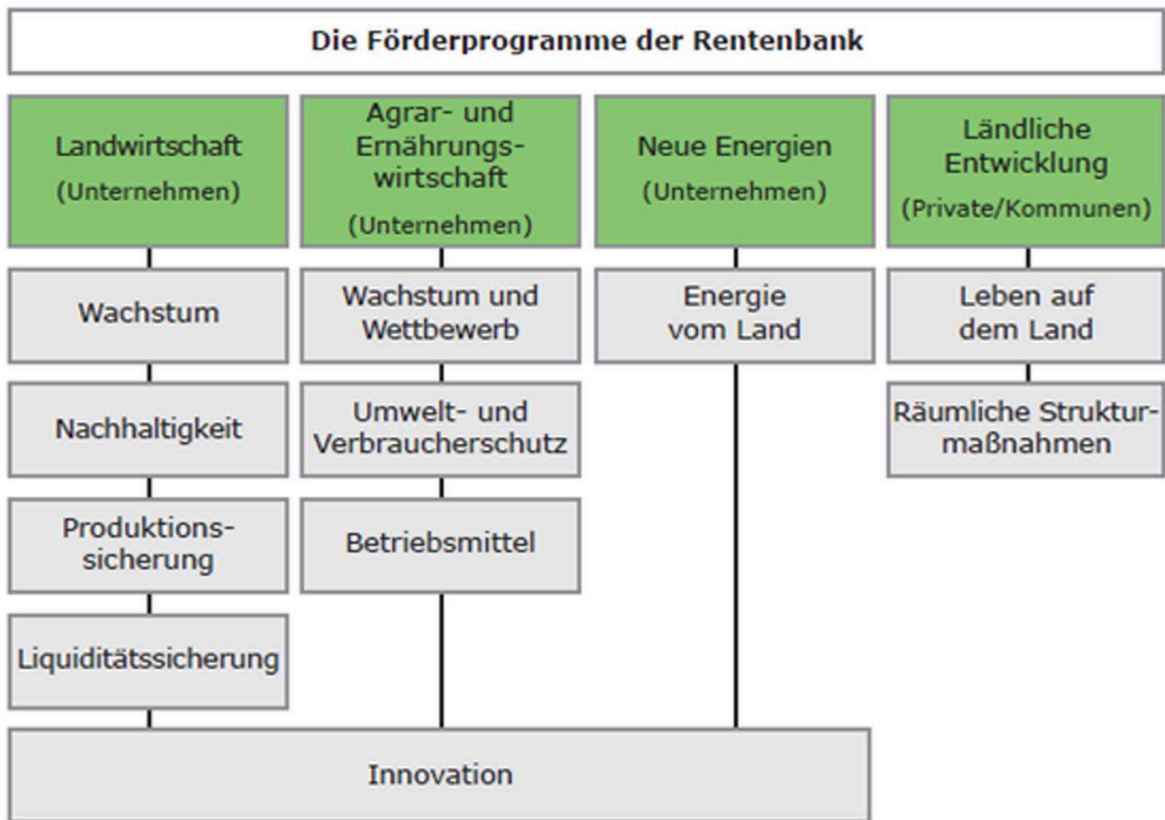 Die Förderprogramme der Rentenbank
Landwirtschaft
(Unternehmen)
Agrar- und
Ernährungs-
wirtschaft
(Unternehmen)
Neue Energien
(Unternehmen)
Ländliche
Entwicklung
(Private/Kommunen)
Wachstum
Nachhaltigkeit
Produktions-
sicherung
Liquiditätssicherung
Wachstum und
Wettbewerb
Umwelt- und
Verbraucherschutz
Betriebsmittel
Energie
vom Land
Leben auf
dem Land
Räumliche Struktur-
maßnahmen
Innovation